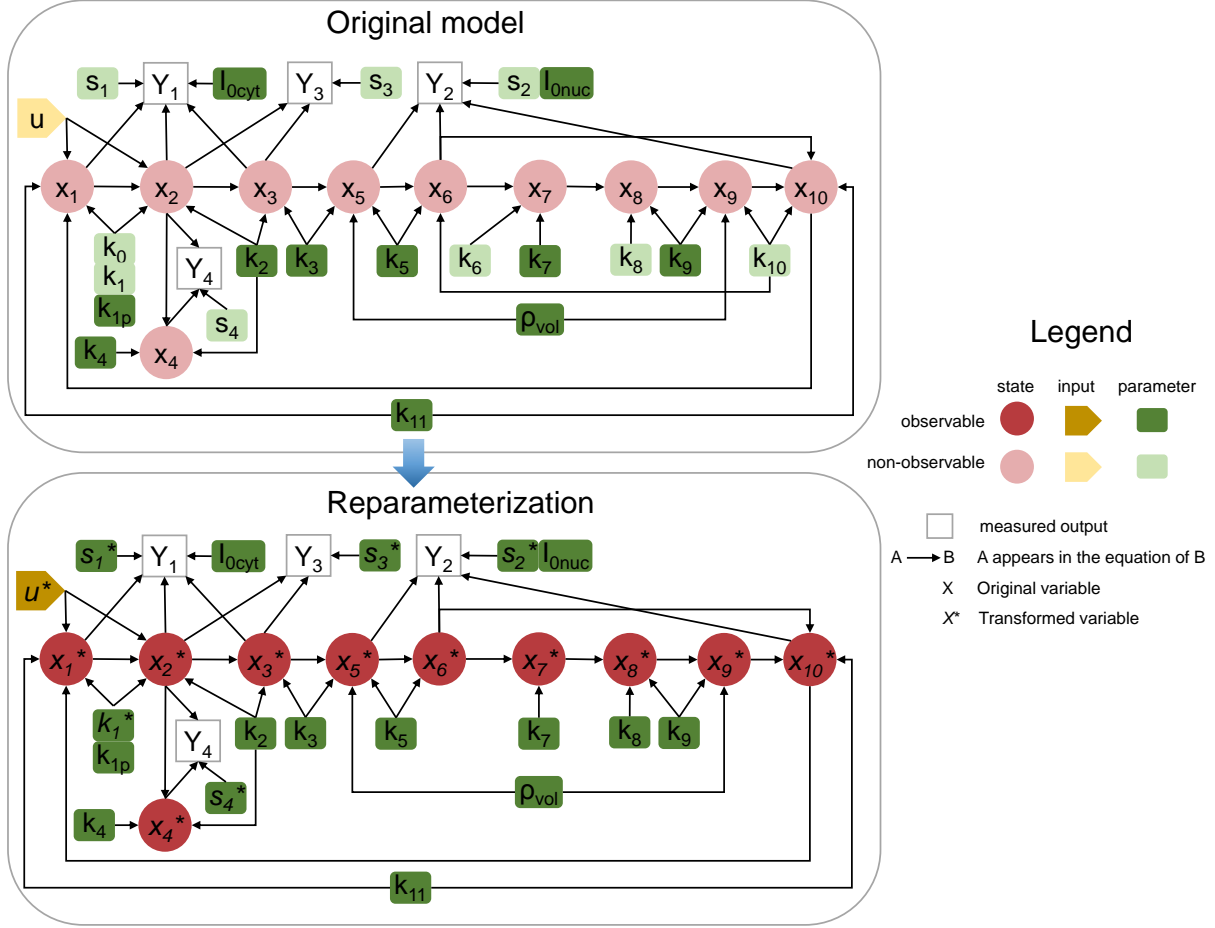 Original model
s₁ Y₁ I₀cyt Y₃ s₃ Y₂ s₂ I₀nuc
u
x₁ x₂ x₃ x₅ x₆ x₇ x₈ x₉ x₁₀
k₀ Y₄ k₂ k₃ k₅ k₆ k₇ k₈ k₉ k₁₀
k₁
k₁p s₄ ρvol
k₄ x₄
k₁₁
Reparameterization
s₁* Y₁ I₀cyt Y₃ s₃* Y₂ s₂* I₀nuc
u*
x₁* x₂* x₃* x₅* x₆* x₇* x₈* x₉* x₁₀*
k₁* Y₄ k₂ k₃ k₅ k₇ k₈ k₉
k₁p
s₄* ρvol
k₄ x₄*
k₁₁
Legend
state input parameter
observable
non-observable
measured output
A B A appears in the equation of B
X Original variable
X* Transformed variable